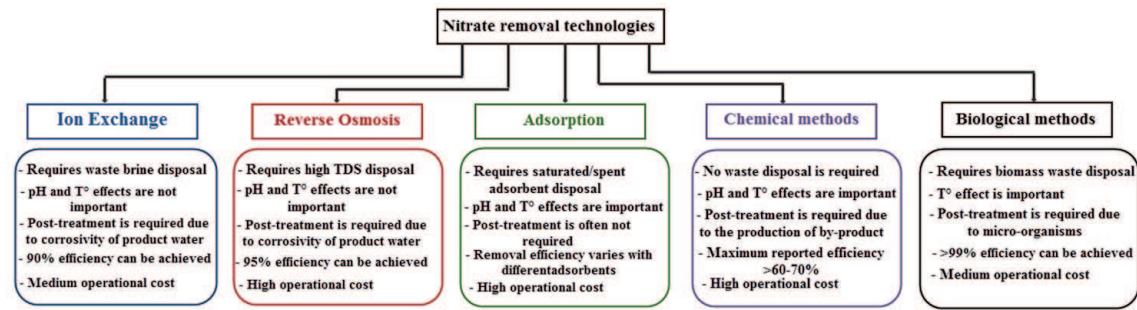 Nitrate removal technologies
Ion Exchange
- Requires waste brine disposal
- pH and T° effects are not
important
- Post-treatment is required due
to corrosivity of product water
- 90% efficiency can be achieved
- Medium operational cost
Reverse Osmosis
- Requires high TDS disposal
- pH and T° effects are not
important
- Post-treatment is required due
to corrosivity of product water
- 95% efficiency can be achieved
- High operational cost
Adsorption
- Requires saturated/spent
adsorbent disposal
- pH and T° effects are important
- Post-treatment is often not
required
- Removal efficiency varies with
differentadsorbents
- High operational cost
Chemical methods
- No waste disposal is required
- pH and T° effects are important
- Post-treatment is required due
to the production of by-product
- Maximum reported efficiency
>60-70%
- High operational cost
Biological methods
- Requires biomass waste disposal
- T° effect is important
- Post-treatment is required due
to micro-organisms
- >99% efficiency can be achieved
- Medium operational cost